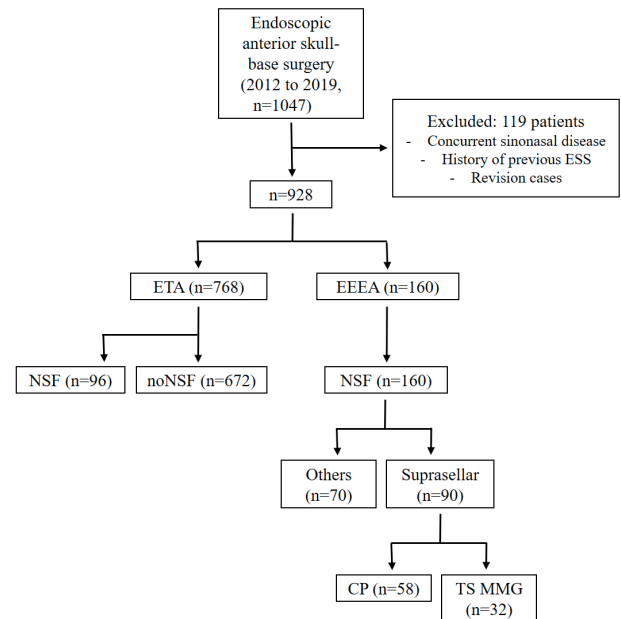 Endoscopic
anterior skull-
base surgery
(2012 to 2019,
n=1047)
Excluded: 119 patients
- Concurrent sinonasal disease
- History of previous ESS
- Revision cases
n=928
ETA (n=768)
EEEA (n=160)
NSF (n=96)
noNSF (n=672)
NSF (n=160)
Others
(n=70)
Suprasellar
(n=90)
CP (n=58)
TS MMG
(n=32)